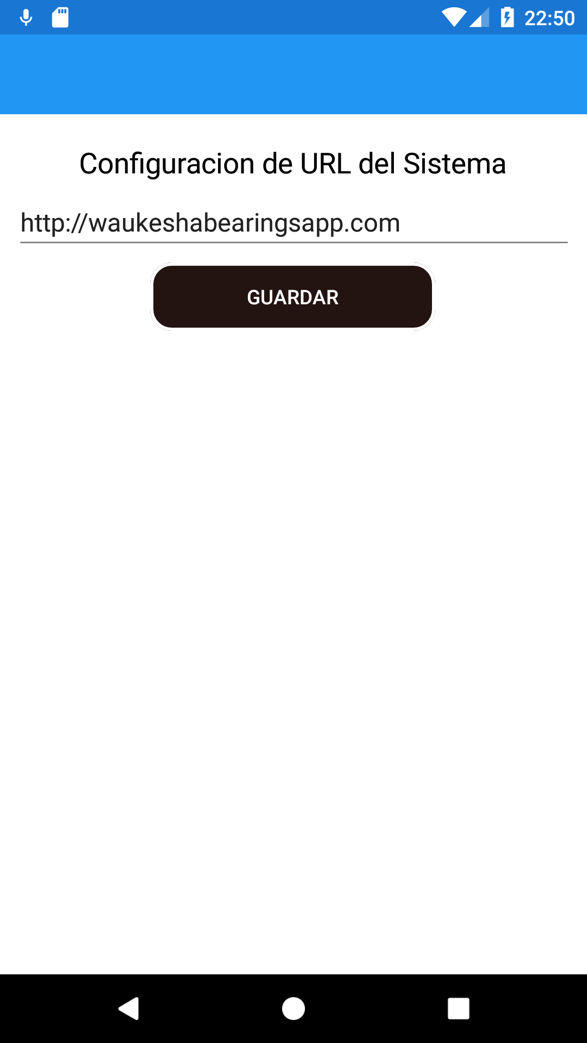 22:50
Configuracion de URL del Sistema
http://waukeshabearingsapp.com
GUARDAR